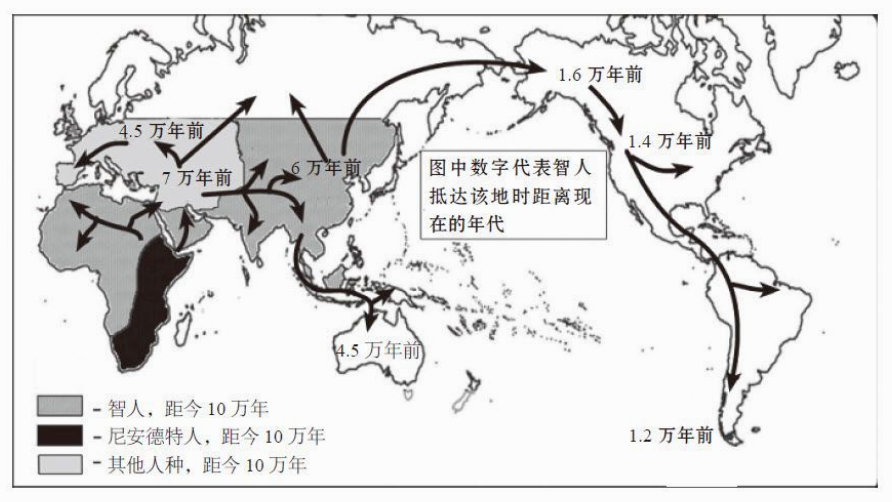 1.6 万年前
4.5 万年前
1.4 万年前
7 万年前
6 万年前
图中数字代表智人
抵达该地时距离现
在的年代
4.5 万年前
1.2 万年前
- 智人，距今 10 万年
- 尼安德特人，距今 10 万年
- 其他人种，距今 10 万年